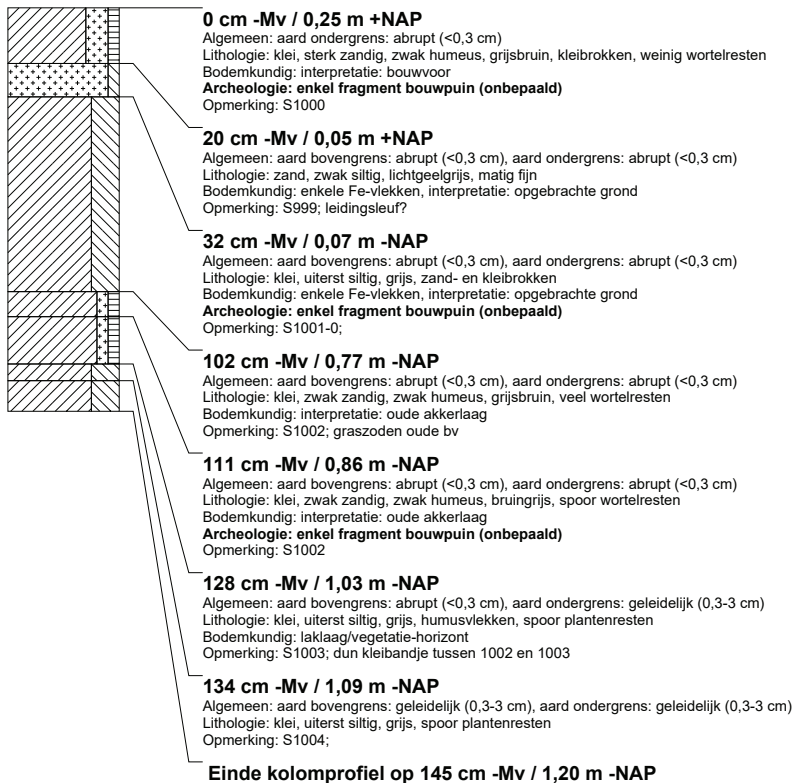 0 cm -Mv / 0,25 m +NAP
Algemeen: aard ondergrens: abrupt (<0,3 cm)
Lithologie: klei, sterk zandig, zwak humeus, grijsbruin, kleibrokken, weinig wortelresten
Bodemkundig: interpretatie: bouwvoor
Archeologie: enkel fragment bouwpuin (onbepaald)
Opmerking: S1000
20 cm -Mv / 0,05 m +NAP
Algemeen: aard bovengrens: abrupt (<0,3 cm), aard ondergrens: abrupt (<0,3 cm)
Lithologie: zand, zwak siltig, lichtgeelgrijs, matig fijn
Bodemkundig: enkele Fe-vlekken, interpretatie: opgebrachte grond
Opmerking: S999; leidingsleuf?
32 cm -Mv / 0,07 m -NAP
Algemeen: aard bovengrens: abrupt (<0,3 cm), aard ondergrens: abrupt (<0,3 cm)
Lithologie: klei, uiterst siltig, grijs, zand- en kleibrokken
Bodemkundig: enkele Fe-vlekken, interpretatie: opgebrachte grond
Archeologie: enkel fragment bouwpuin (onbepaald)
Opmerking: S1001-0;
102 cm -Mv / 0,77 m -NAP
Algemeen: aard bovengrens: abrupt (<0,3 cm), aard ondergrens: abrupt (<0,3 cm)
Lithologie: klei, zwak zandig, zwak humeus, grijsbruin, veel wortelresten
Bodemkundig: interpretatie: oude akkerlaag
Opmerking: S1002; graszoden oude bv
111 cm -Mv / 0,86 m -NAP
Algemeen: aard bovengrens: abrupt (<0,3 cm), aard ondergrens: abrupt (<0,3 cm)
Lithologie: klei, zwak zandig, zwak humeus, bruingrijs, spoor wortelresten
Bodemkundig: interpretatie: oude akkerlaag
Archeologie: enkel fragment bouwpuin (onbepaald)
Opmerking: S1002
128 cm -Mv / 1,03 m -NAP
Algemeen: aard bovengrens: abrupt (<0,3 cm), aard ondergrens: geleidelijk (0,3-3 cm)
Lithologie: klei, uiterst siltig, grijs, humusvlekken, spoor plantenresten
Bodemkundig: laklaag/vegetatie-horizont
Opmerking: S1003; dun kleibandje tussen 1002 en 1003
134 cm -Mv / 1,09 m -NAP
Algemeen: aard bovengrens: geleidelijk (0,3-3 cm), aard ondergrens: geleidelijk (0,3-3 cm)
Lithologie: klei, uiterst siltig, grijs, spoor plantenresten
Opmerking: S1004;
Einde kolomprofiel op 145 cm -Mv / 1,20 m -NAP